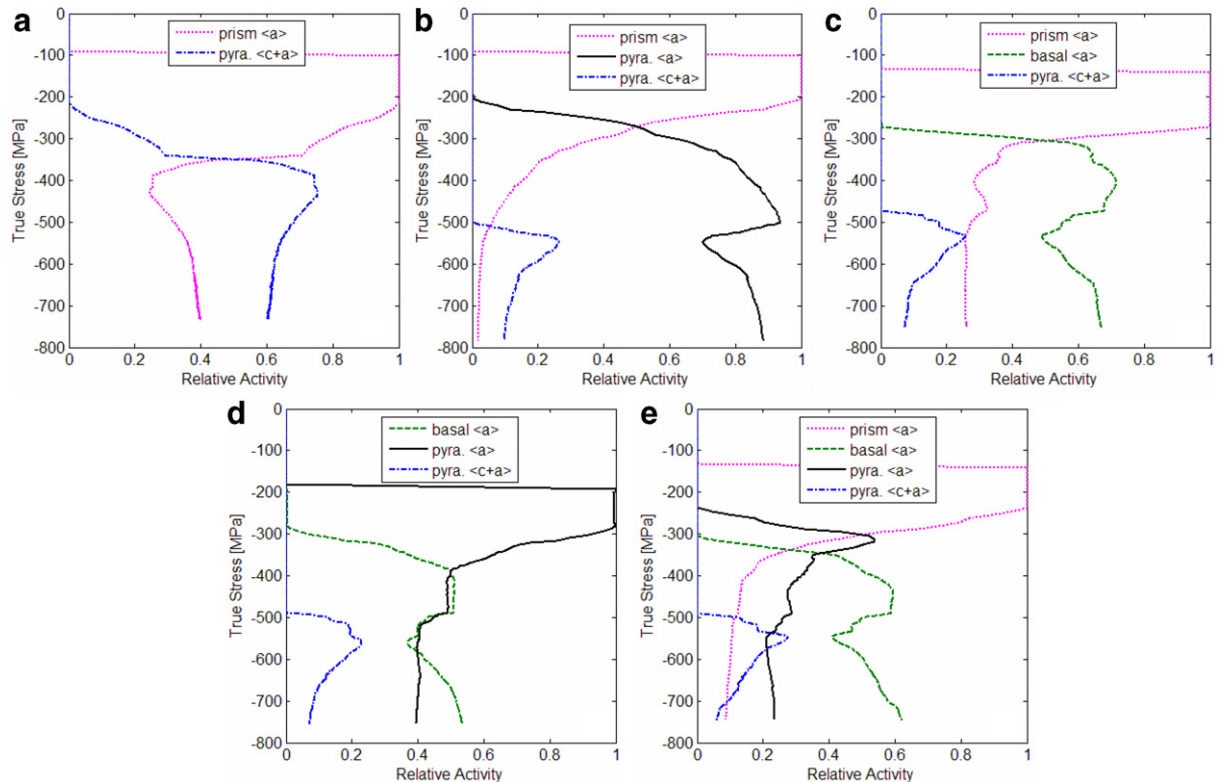 a
0
-100
-200
-300
-400
-500
-600
-700
-800
True Stress [MPa]
prism <a>
pyra. <c+a>
0 0.2 0.4 0.6 0.8 1
Relative Activity
b
0
-100
-200
-300
-400
-500
-600
-700
-800
True Stress [MPa]
prism <a>
pyra. <a>
pyra. <c+a>
0 0.2 0.4 0.6 0.8 1
Relative Activity
c
0
-100
-200
-300
-400
-500
-600
-700
-800
True Stress [MPa]
prism <a>
basal <a>
pyra. <c+a>
0 0.2 0.4 0.6 0.8 1
Relative Activity
d
0
-100
-200
-300
-400
-500
-600
-700
-800
True Stress [MPa]
basal <a>
pyra. <a>
pyra. <c+a>
0 0.2 0.4 0.6 0.8 1
Relative Activity
e
0
-100
-200
-300
-400
-500
-600
-700
-800
True Stress [MPa]
prism <a>
basal <a>
pyra. <a>
pyra. <c+a>
0 0.2 0.4 0.6 0.8 1
Relative Activity